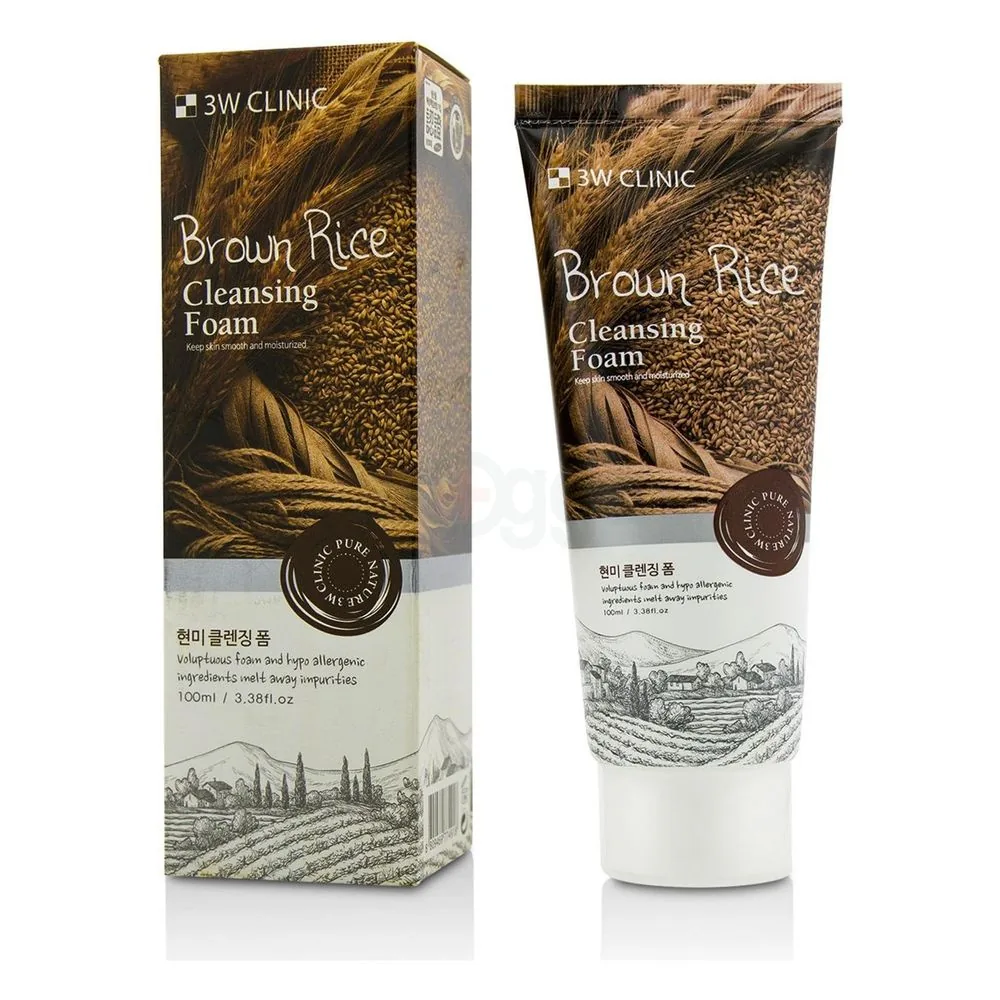 3W CLINIC
Brown Rice
Cleansing
Foam
Keep skin smooth and moisturized
3W CLINIC PURE NATURE
현미 클렌징 폼
Voluptuous foam and hypo allergenic
ingredients melt away impurities
100ml / 3.38fl.oz
3W CLINIC
Brown Rice
Cleansing
Foam
Keep skin smooth and moisturized
3W CLINIC PURE NATURE
현미 클렌징 폼
Voluptuous foam and hypo allergenic
ingredients melt away impurities
100ml / 3.38fl.oz